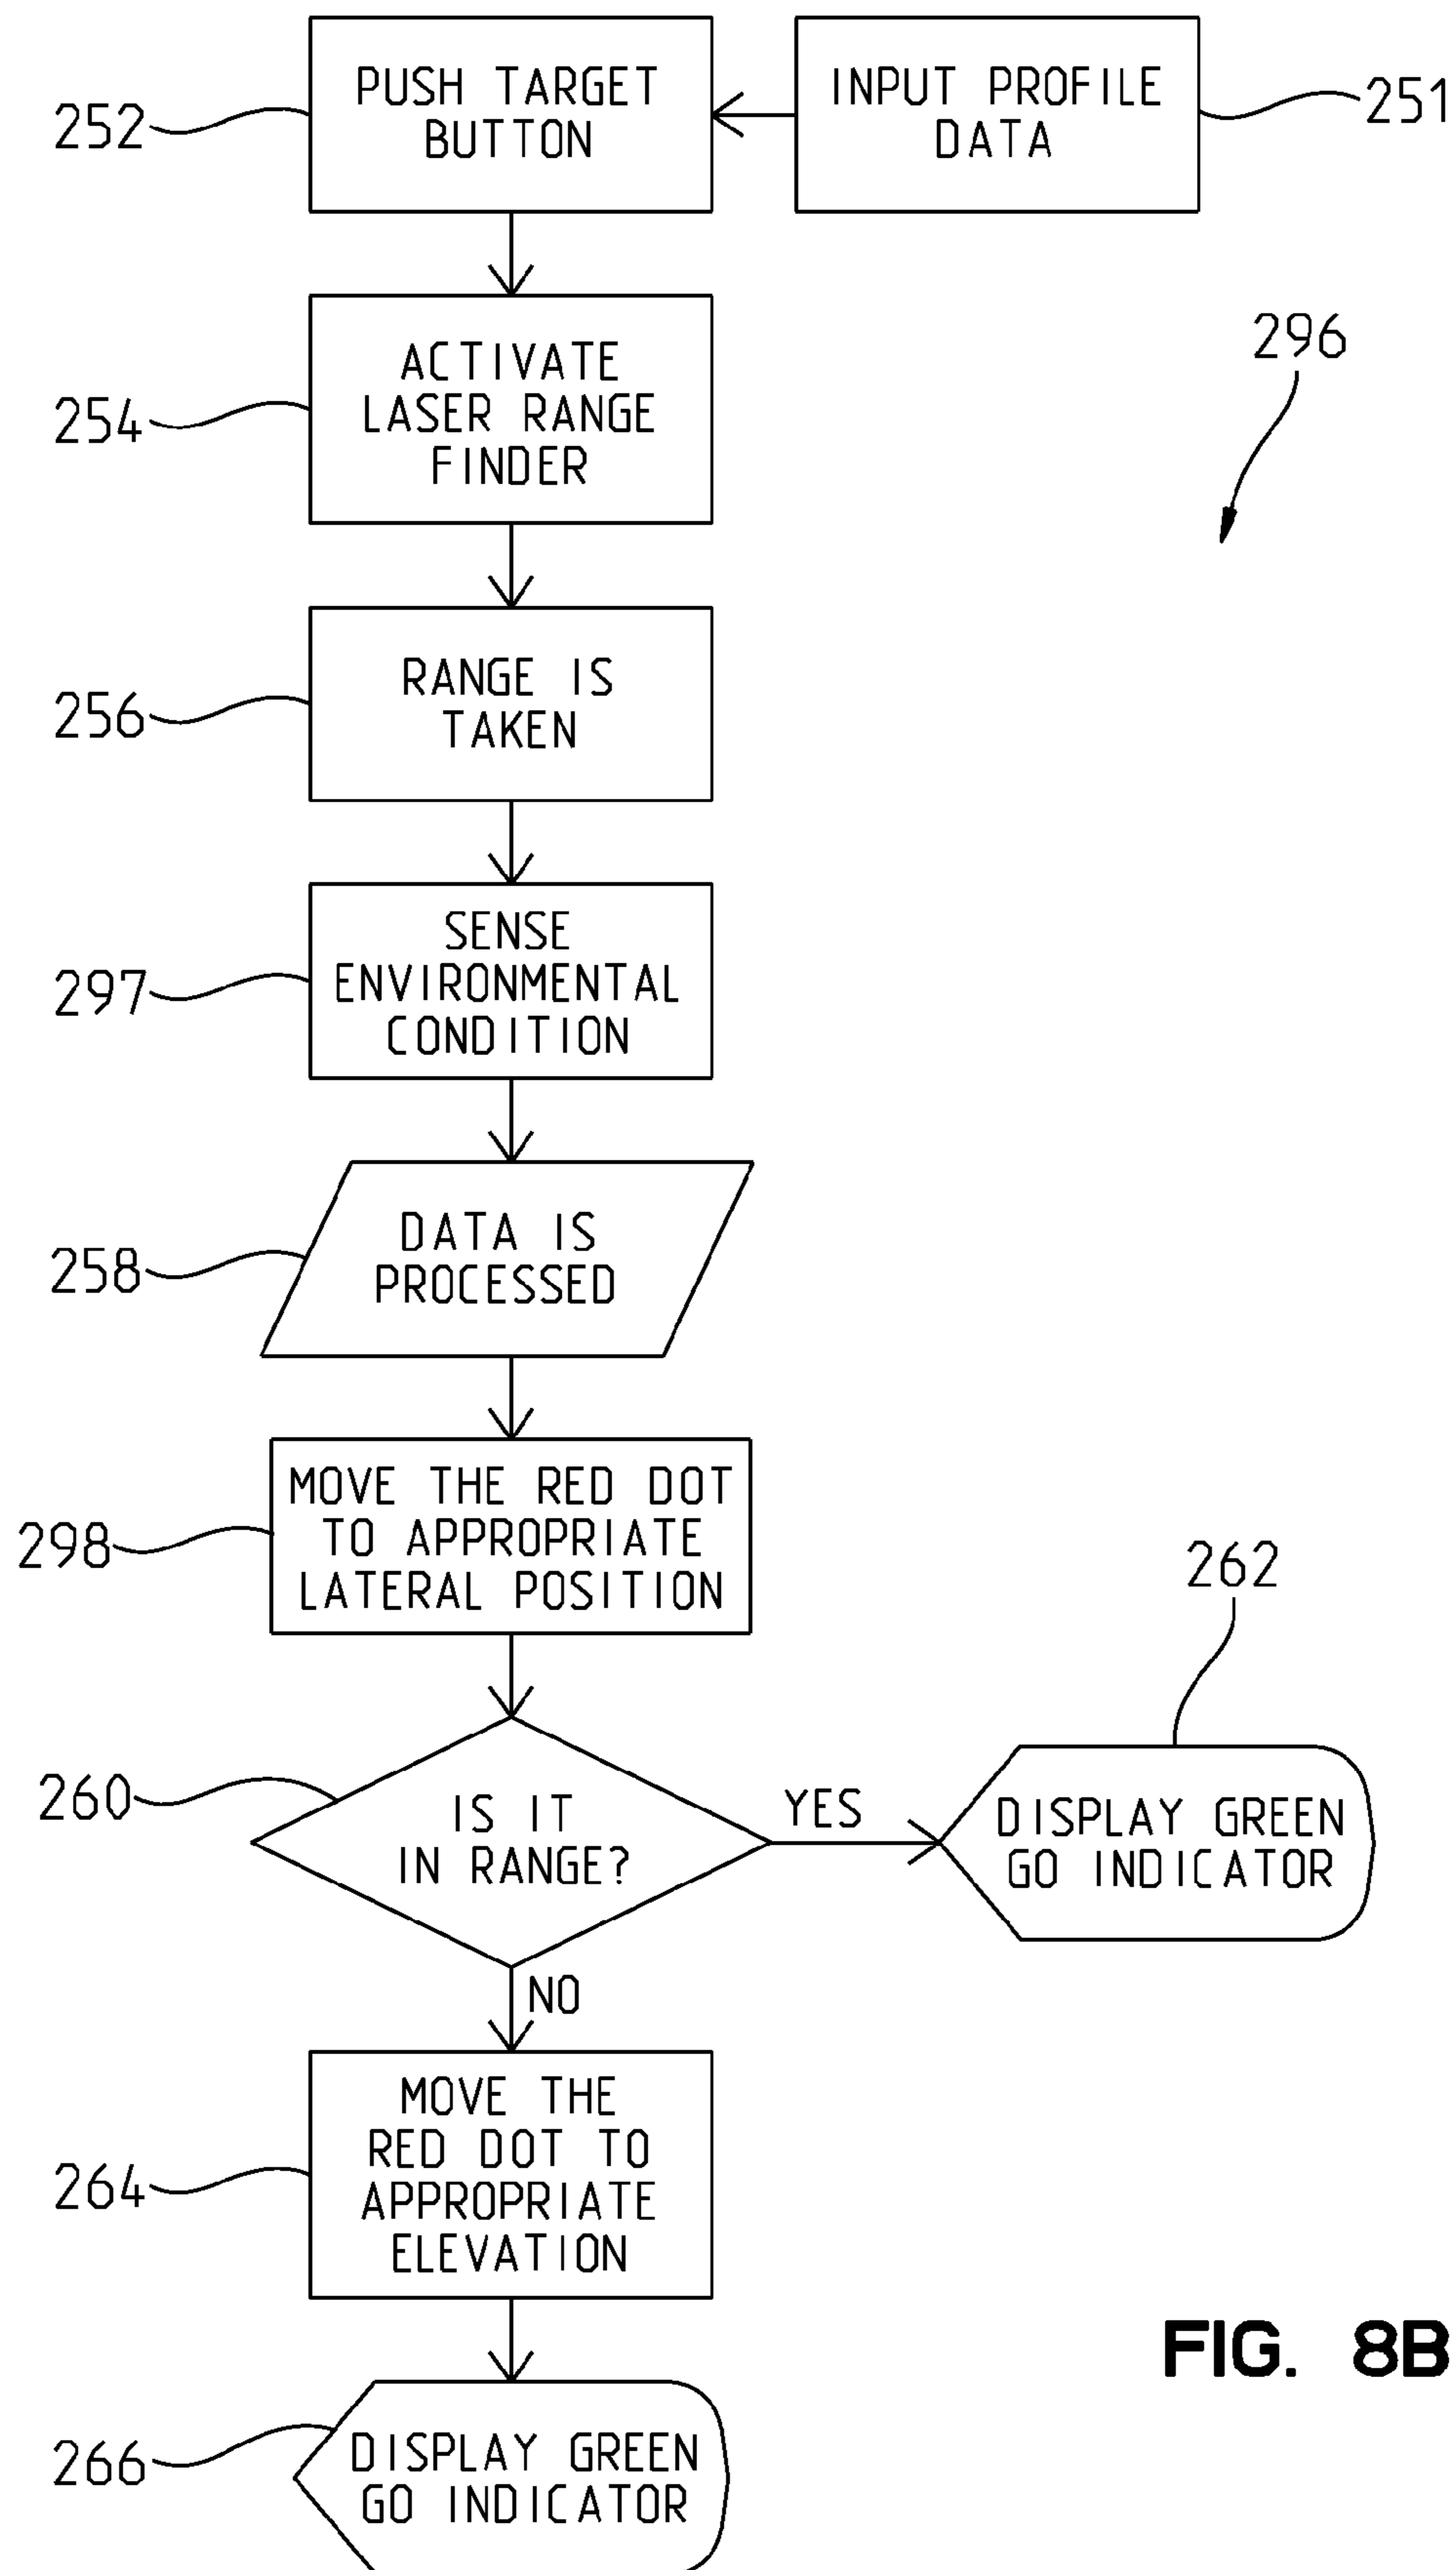 252
PUSH TARGET
BUTTON
INPUT PROFILE
DATA
251
254
ACTIVATE
LASER RANGE
FINDER
296
256
RANGE IS
TAKEN
297
SENSE
ENVIRONMENTAL
CONDITION
258
DATA IS
PROCESSED
298
MOVE THE RED DOT
TO APPROPRIATE
LATERAL POSITION
262
260
IS IT
IN RANGE?
YES
DISPLAY GREEN
GO INDICATOR
NO
264
MOVE THE
RED DOT TO
APPROPRIATE
ELEVATION
266
DISPLAY GREEN
GO INDICATOR
FIG. 8B